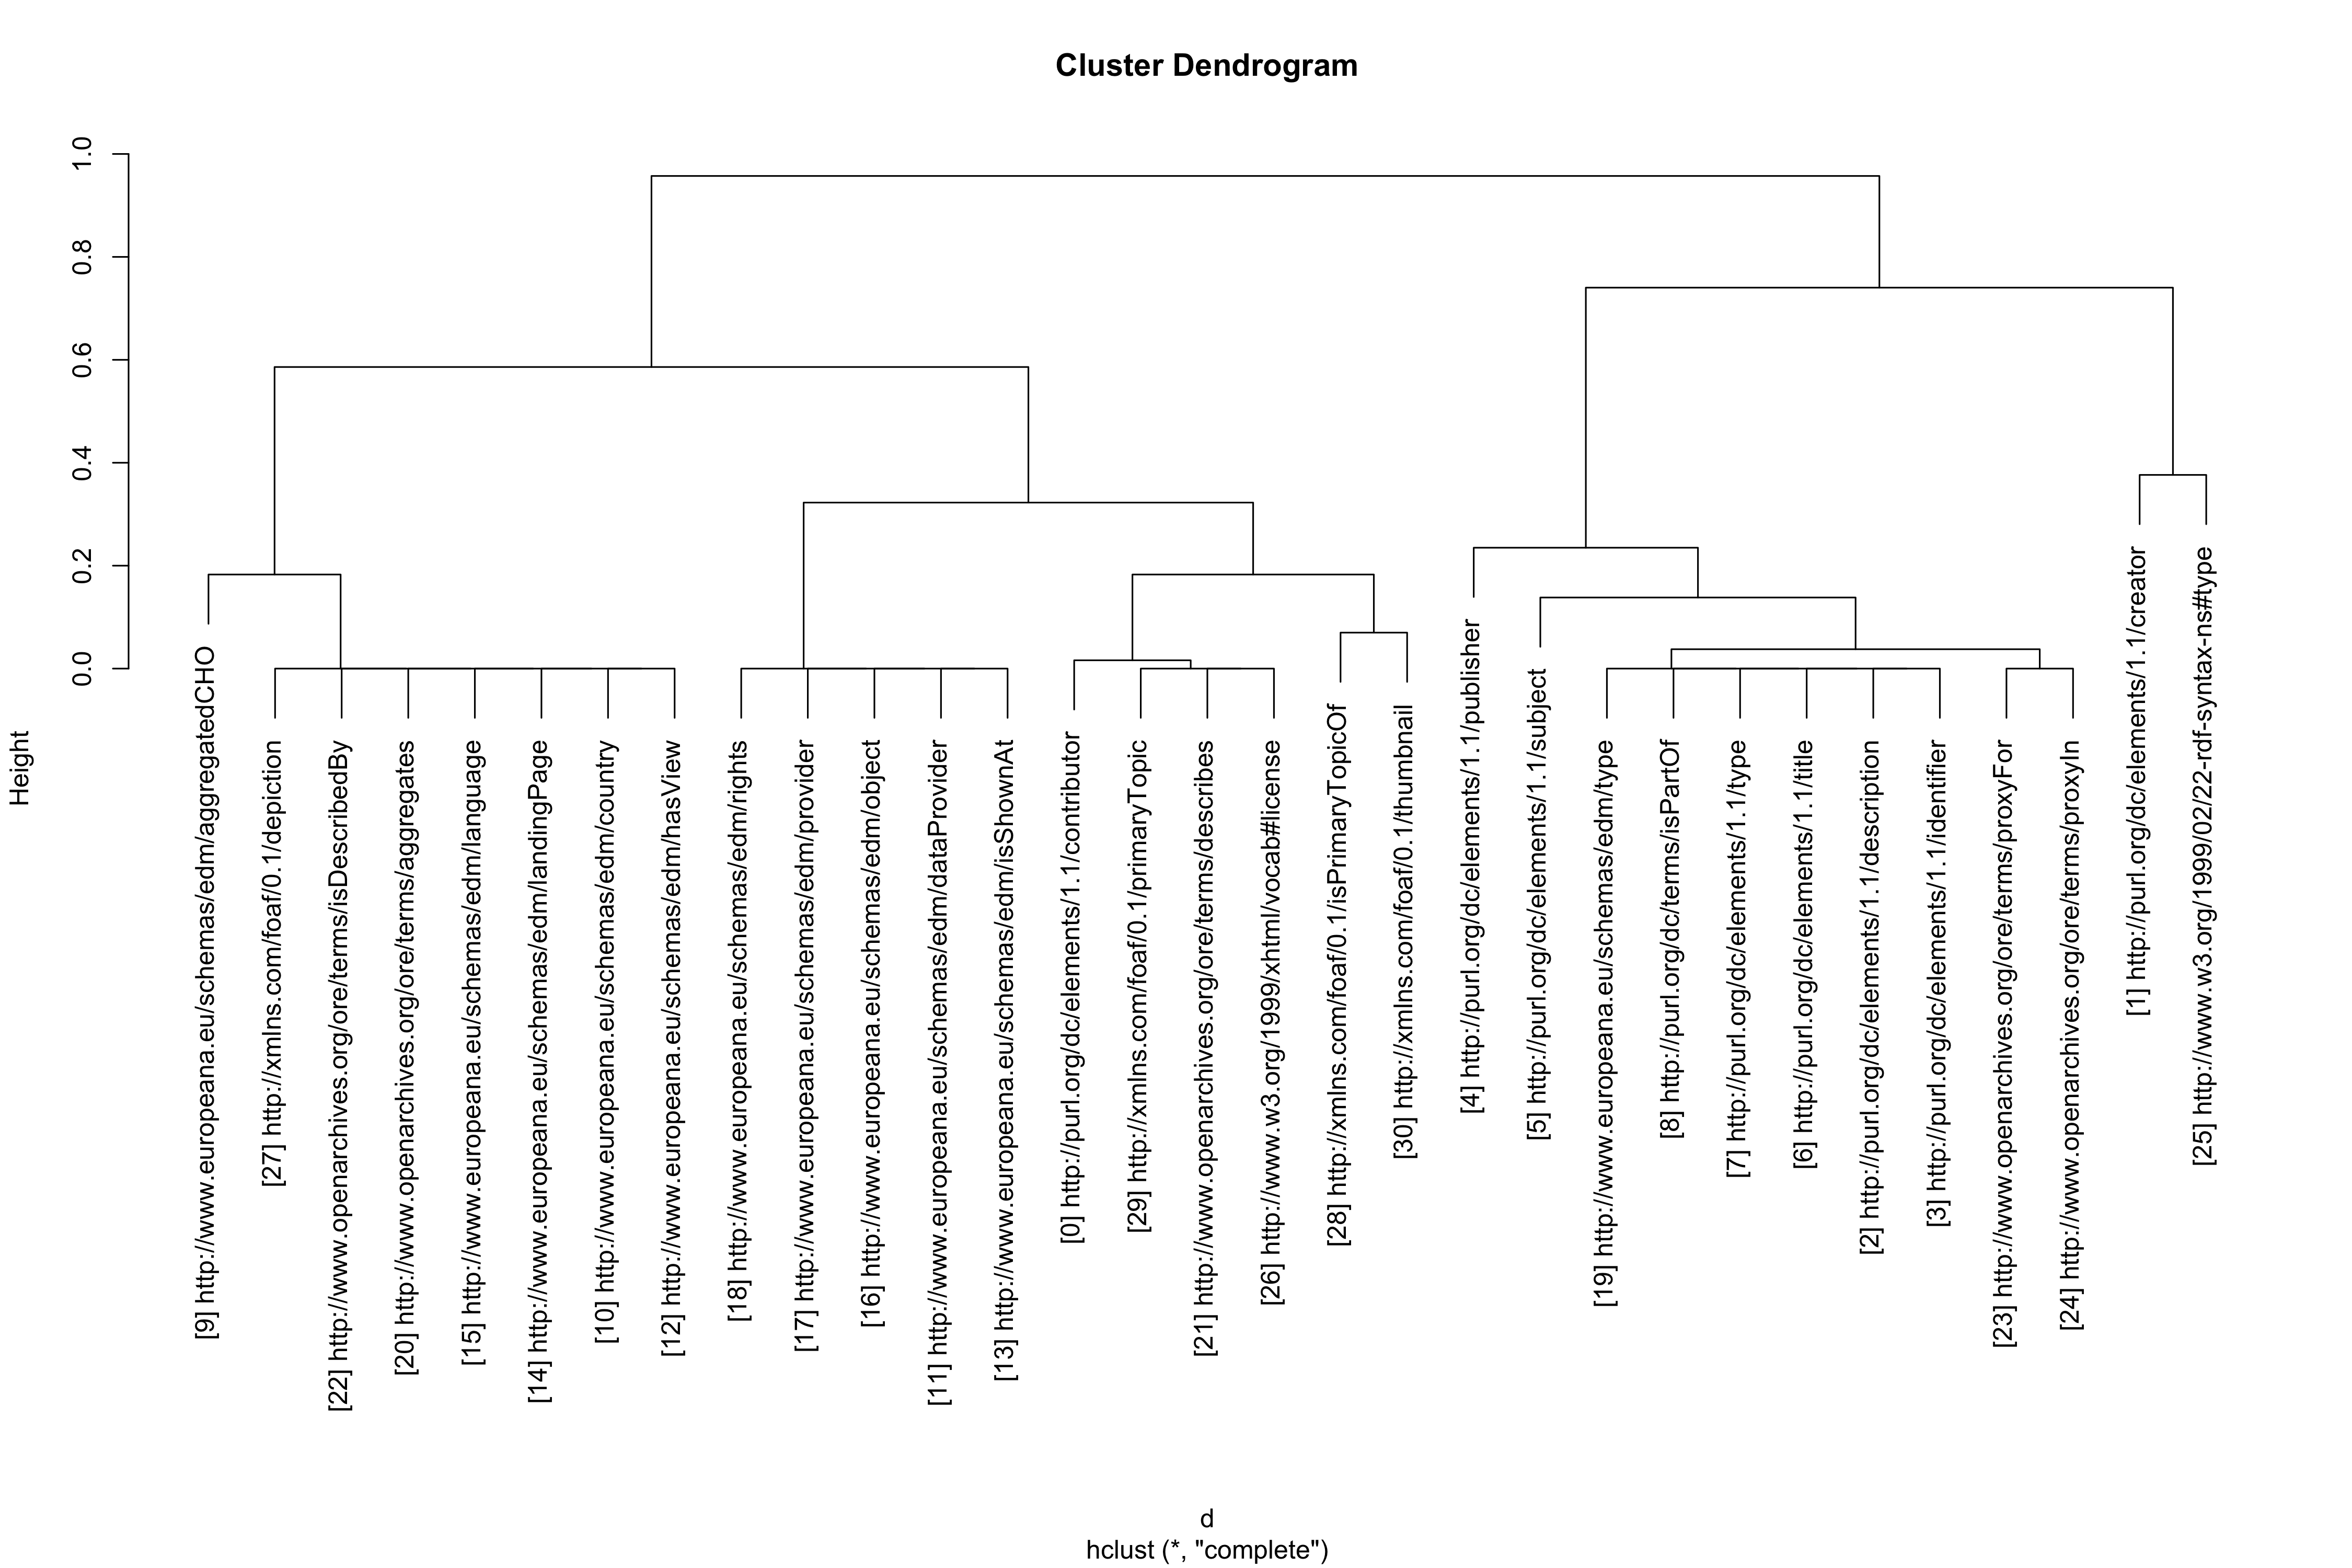 Cluster Dendrogram
Height
1.0
0.8
0.6
0.4
0.2
0.0
[9] http://www.europeana.eu/schemas/edm/aggregatedCHO
[27] http://xmlns.com/foaf/0.1/depiction
[22] http://www.openarchives.org/ore/terms/isDescribedBy
[20] http://www.openarchives.org/ore/terms/aggregates
[15] http://www.europeana.eu/schemas/edm/language
[14] http://www.europeana.eu/schemas/edm/landingPage
[10] http://www.europeana.eu/schemas/edm/country
[12] http://www.europeana.eu/schemas/edm/hasView
[18] http://www.europeana.eu/schemas/edm/rights
[17] http://www.europeana.eu/schemas/edm/provider
[16] http://www.europeana.eu/schemas/edm/object
[11] http://www.europeana.eu/schemas/edm/dataProvider
[13] http://www.europeana.eu/schemas/edm/isShownAt
[0] http://purl.org/dc/elements/1.1/contributor
[29] http://xmlns.com/foaf/0.1/primaryTopic
[21] http://www.openarchives.org/ore/terms/describes
[26] http://www.w3.org/1999/xhtml/vocab#license
[28] http://xmlns.com/foaf/0.1/isPrimaryTopicOf
[30] http://xmlns.com/foaf/0.1/thumbnail
[4] http://purl.org/dc/elements/1.1/publisher
[5] http://purl.org/dc/elements/1.1/subject
[19] http://www.europeana.eu/schemas/edm/type
[8] http://purl.org/dc/terms/isPartOf
[7] http://purl.org/dc/elements/1.1/type
[6] http://purl.org/dc/elements/1.1/title
[2] http://purl.org/dc/elements/1.1/description
[3] http://purl.org/dc/elements/1.1/identifier
[23] http://www.openarchives.org/ore/terms/proxyFor
[24] http://www.openarchives.org/ore/terms/proxyIn
[1] http://purl.org/dc/elements/1.1/creator
[25] http://www.w3.org/1999/02/22-rdf-syntax-ns#type
d
hclust (*, "complete")